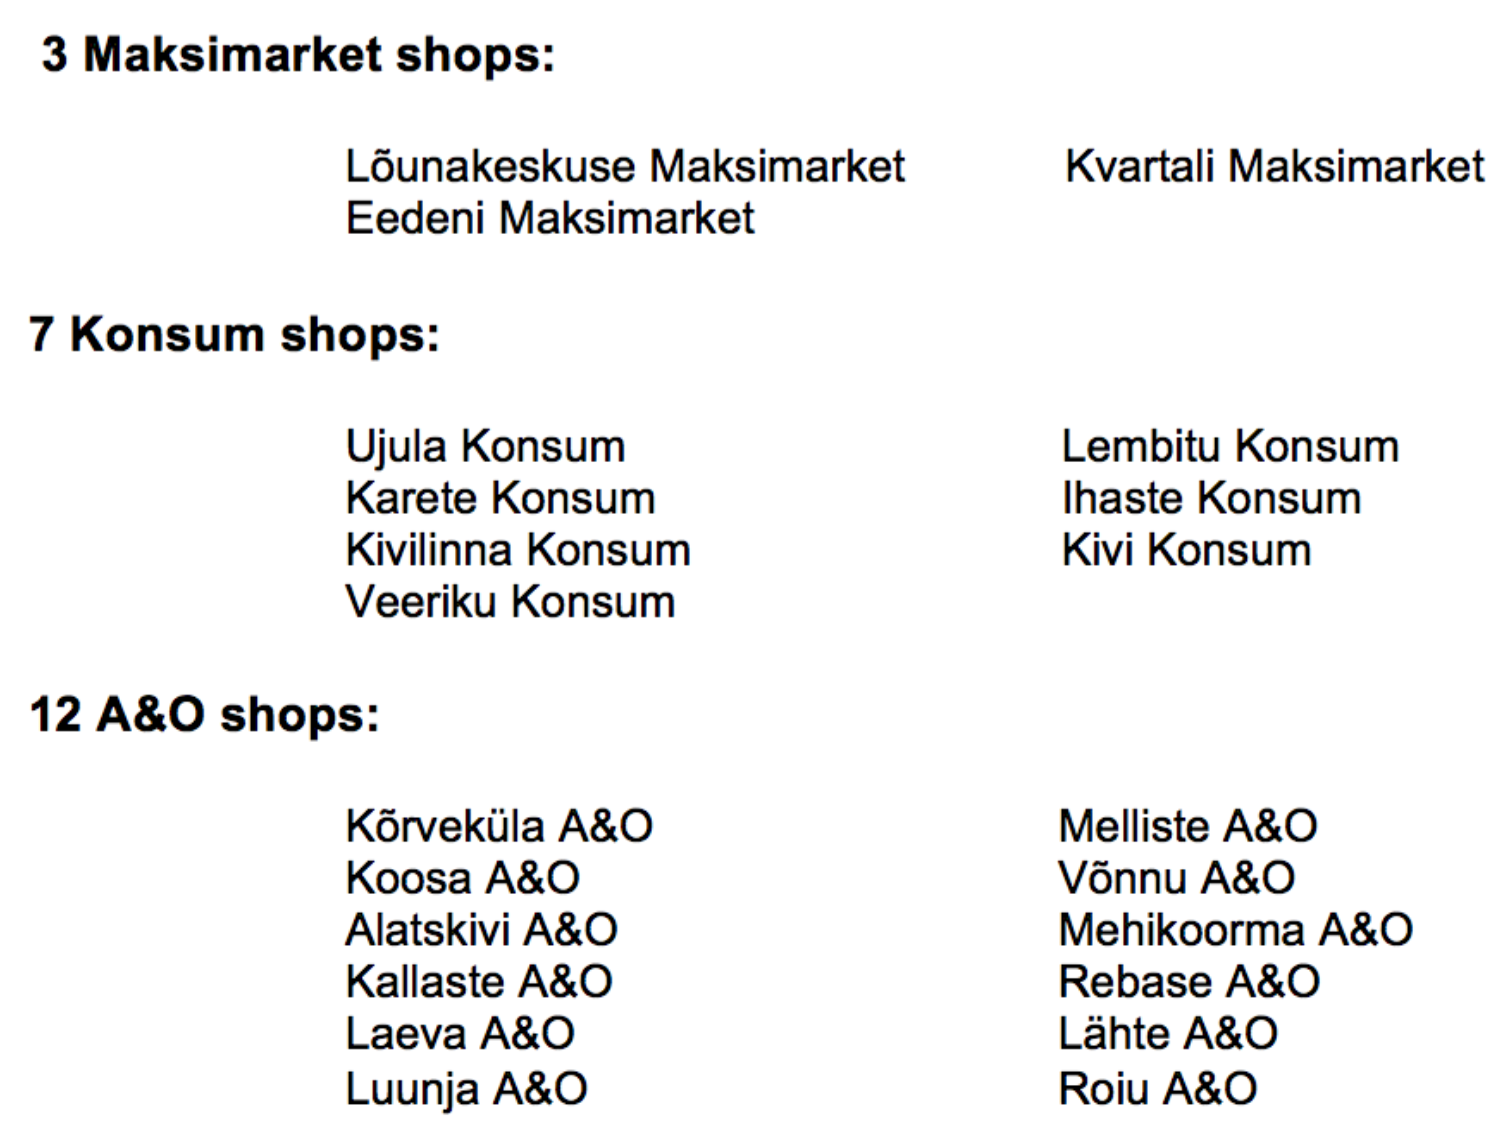 3 Maksimarket shops:
Lõunakeskuse Maksimarket Kvartali Maksimarket
Eedeni Maksimarket
7 Konsum shops:
Ujula Konsum Lembitu Konsum
Karete Konsum Ihaste Konsum
Kivilinna Konsum Kivi Konsum
Veeriku Konsum
12 A&O shops:
Kõrveküla A&O Melliste A&O
Koosa A&O Võnnu A&O
Alatskivi A&O Mehikoorma A&O
Kallaste A&O Rebase A&O
Laeva A&O Lähte A&O
Luunja A&O Roiu A&O